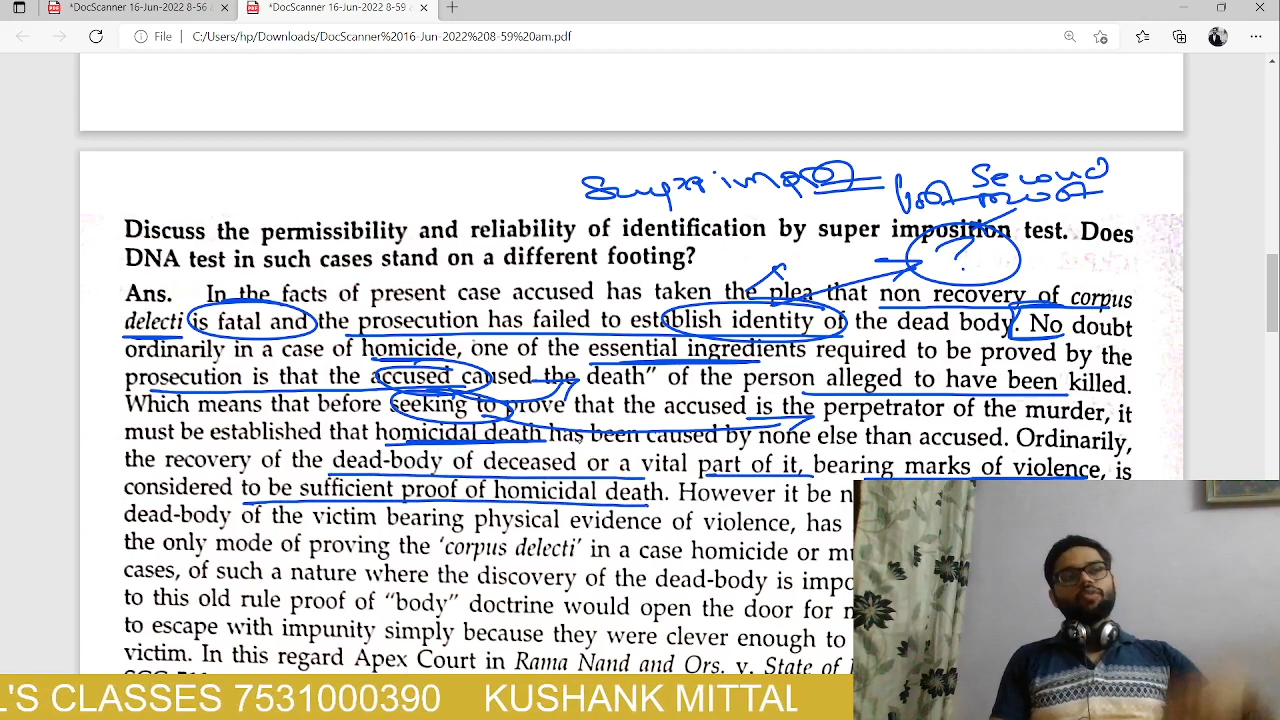 *DocScanner 16-Jun-2022 8-56 a
*DocScanner 16-Jun-2022 8-59
File
C:/Users/hp/Downloads/DocScanner%2016-Jun-2022%208-59%20am.pdf
Second
Discuss the permissibility and reliability of identification by super imposition test. Does
DNA test in such cases stand on a different footing?
Ans. In the facts of present case accused has taken the plea that non recovery of corpus
delecti is fatal and the prosecution has failed to establish identity of the dead body. No doubt
ordinarily in a case of homicide, one of the essential ingredients required to be proved by the
prosecution is that the accused caused the death" of the person alleged to have been killed.
Which means that before seeking to prove that the accused is the perpetrator of the murder, it
must be established that homicidal death has been caused by none else than accused. Ordinarily,
the recovery of the dead-body of deceased or a vital part of it, bearing marks of violence, is
considered to be sufficient proof of homicidal death. However it be n
dead-body of the victim bearing physical evidence of violence, has
the only mode of proving the 'corpus delecti' in a case homicide or mu
cases, of such a nature where the discovery of the dead-body is impo
to this old rule proof of "body" doctrine would open the door for
to escape with impunity simply because they were clever enough to
victim. In this regard Apex Court in Rama Nand and Ors. v. State of
L'S CLASSES 7531000390 KUSHANK MITTAL